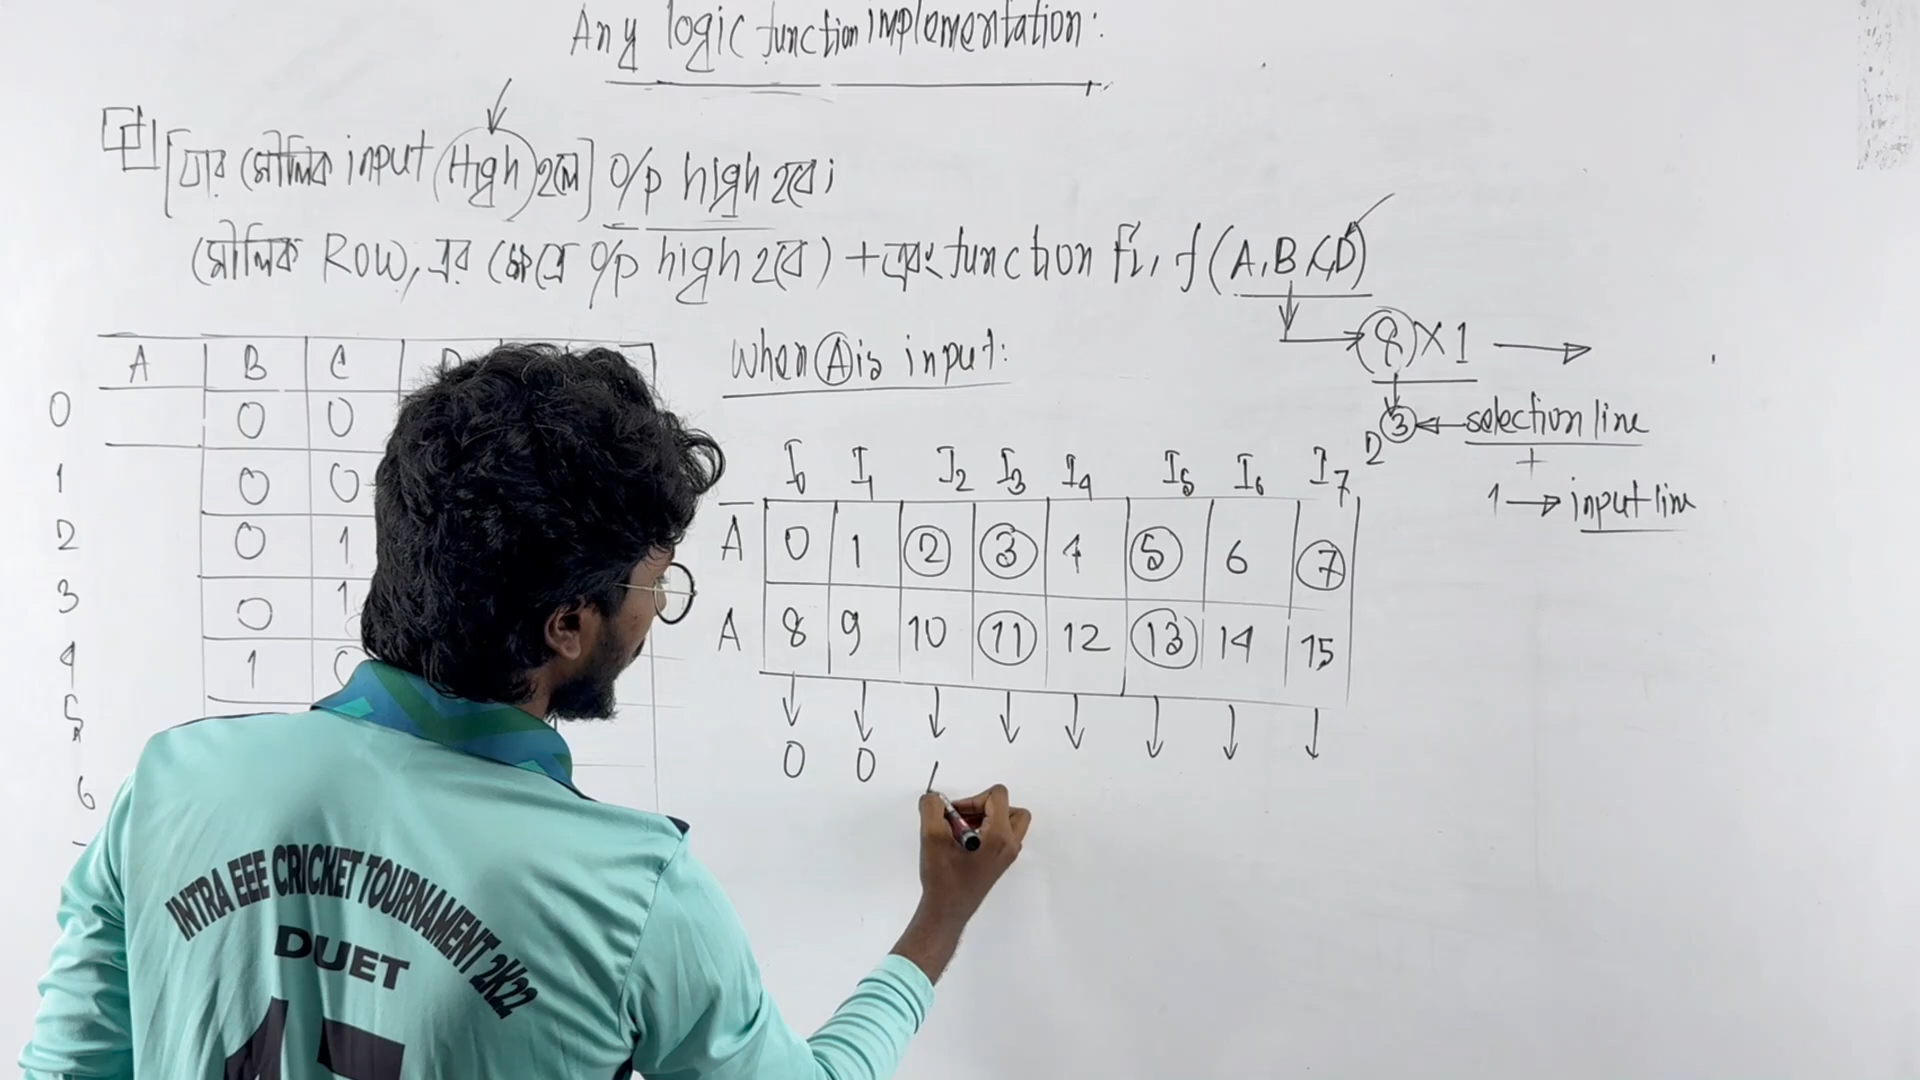 Any logic function implementation:
[যার মৌলিক input High হলে] O/p high হবে।
(মৌলিক Row, এর ক্ষেত্রে o/p high হবে) + এবং function টি, f(A,B,C,D)
8×1
2 3 selection line
+
1 → input line
When A is input:
A B C
0 0 0
1 0 0
2 0 1
3 0 1
4 1
5
6
I0 I1 I2 I3 I4 I5 I6 I7
A̅ 0 1 2 3 4 5 6 7
A 8 9 10 11 12 13 14 15
0 0
INTRA EEE CRICKET TOURNAMENT 2K22
DUET